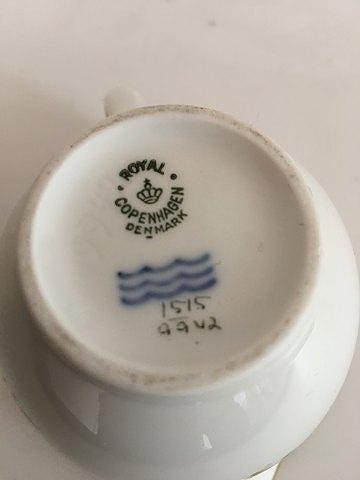 ROYAL
COPENHAGEN
DENMARK
1515
9942